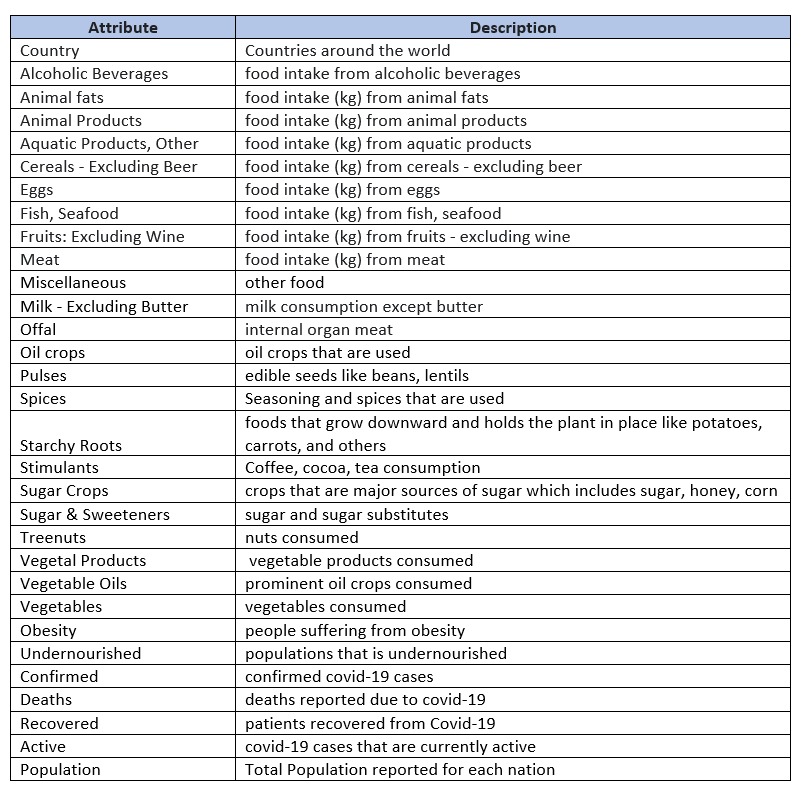 Attribute Description
Country Countries around the world
Alcoholic Beverages food intake from alcoholic beverages
Animal fats food intake (kg) from animal fats
Animal Products food intake (kg) from animal products
Aquatic Products, Other food intake (kg) from aquatic products
Cereals - Excluding Beer food intake (kg) from cereals - excluding beer
Eggs food intake (kg) from eggs
Fish, Seafood food intake (kg) from fish, seafood
Fruits: Excluding Wine food intake (kg) from fruits - excluding wine
Meat food intake (kg) from meat
Miscellaneous other food
Milk - Excluding Butter milk consumption except butter
Offal internal organ meat
Oil crops oil crops that are used
Pulses edible seeds like beans, lentils
Spices Seasoning and spices that are used
foods that grow downward and holds the plant in place like potatoes,
Starchy Roots carrots, and others
Stimulants Coffee, cocoa, tea consumption
Sugar Crops crops that are major sources of sugar which includes sugar, honey, corn
Sugar & Sweeteners sugar and sugar substitutes
Treenuts nuts consumed
Vegetal Products vegetable products consumed
Vegetable Oils prominent oil crops consumed
Vegetables vegetables consumed
Obesity people suffering from obesity
Undernourished populations that is undernourished
Confirmed confirmed covid-19 cases
Deaths deaths reported due to covid-19
Recovered patients recovered from Covid-19
Active covid-19 cases that are currently active
Population Total Population reported for each nation